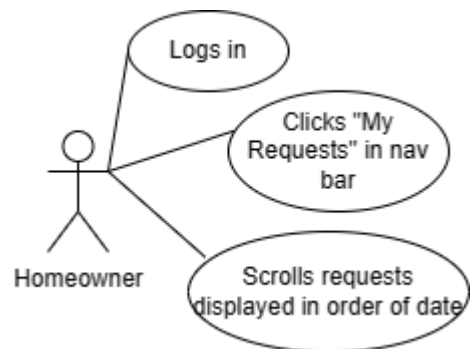 Logs in
Clicks "My
Requests" in nav
bar
Homeowner
Scrolls requests
displayed in order of date